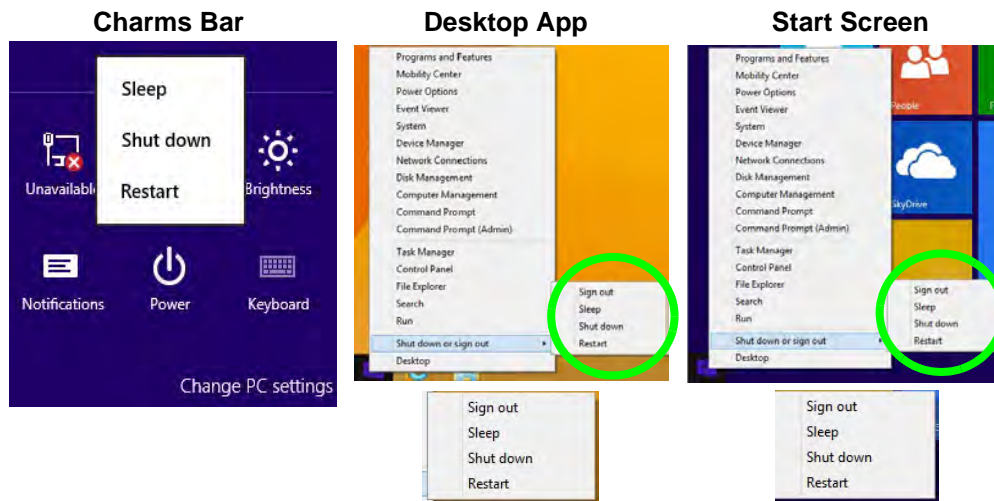 Charms Bar
Sleep
Shut down
Restart
Brightness
Notifications
Power
Keyboard
Change PC settings
Desktop App
Programs and Features
Mobility Center
Power Options
Event Viewer
System
Device Manager
Network Connections
Disk Management
Computer Management
Command Prompt
Command Prompt (Admin)
Task Manager
Control Panel
File Explorer
Search
Run
Shut down or sign out
Desktop
Sign out
Sleep
Shut down
Restart
Sign out
Sleep
Shut down
Restart
Start Screen
Programs and Features
Mobility Center
Power Options
Event Viewer
System
Device Manager
Network Connections
Disk Management
Computer Management
Command Prompt
Command Prompt (Admin)
Task Manager
Control Panel
File Explorer
Search
Run
Shut down or sign out
Desktop
People
SkyDrive
Sign out
Sleep
Shut down
Restart
Sign out
Sleep
Shut down
Restart